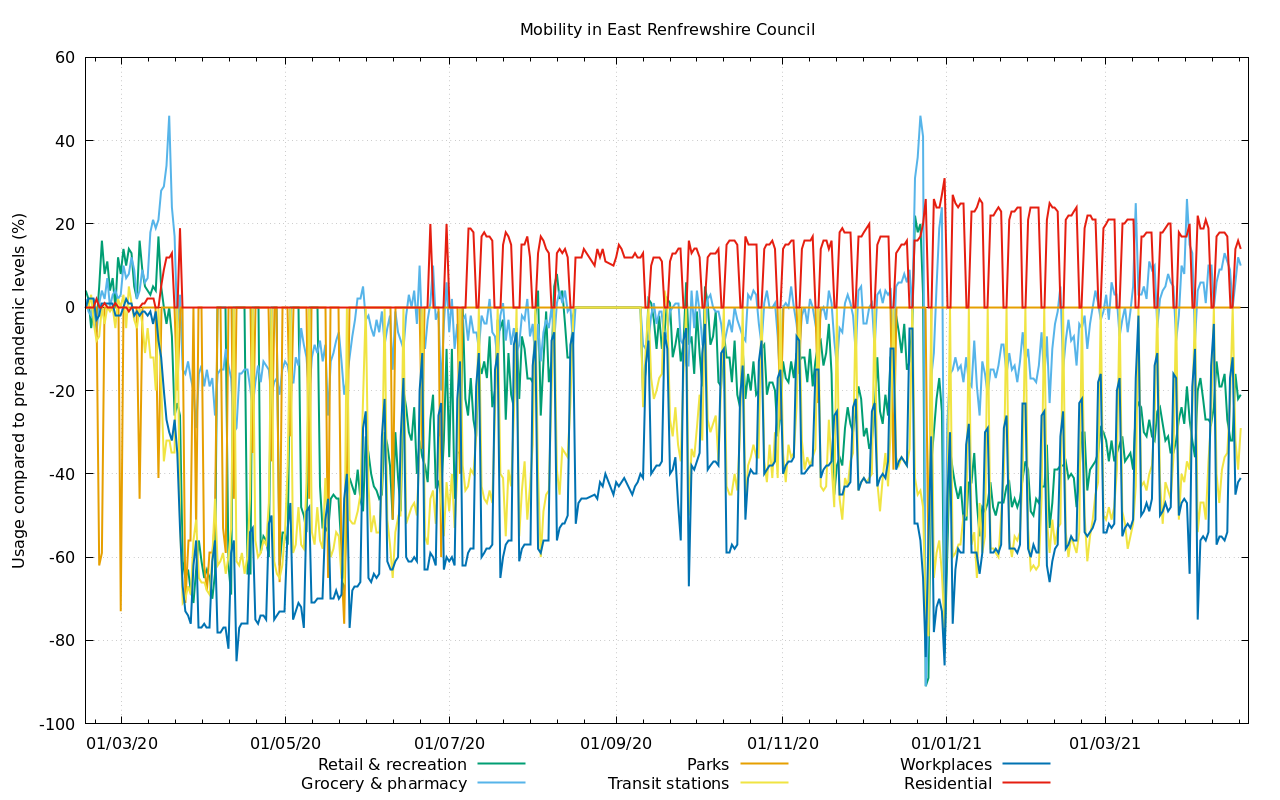 Mobility in East Renfrewshire Council
Usage compared to pre pandemic levels (%)
60
40
20
0
-20
-40
-60
-80
-100
01/03/20 01/05/20 01/07/20 01/09/20 01/11/20 01/01/21 01/03/21
Retail & recreation Parks Workplaces
Grocery & pharmacy Transit stations Residential